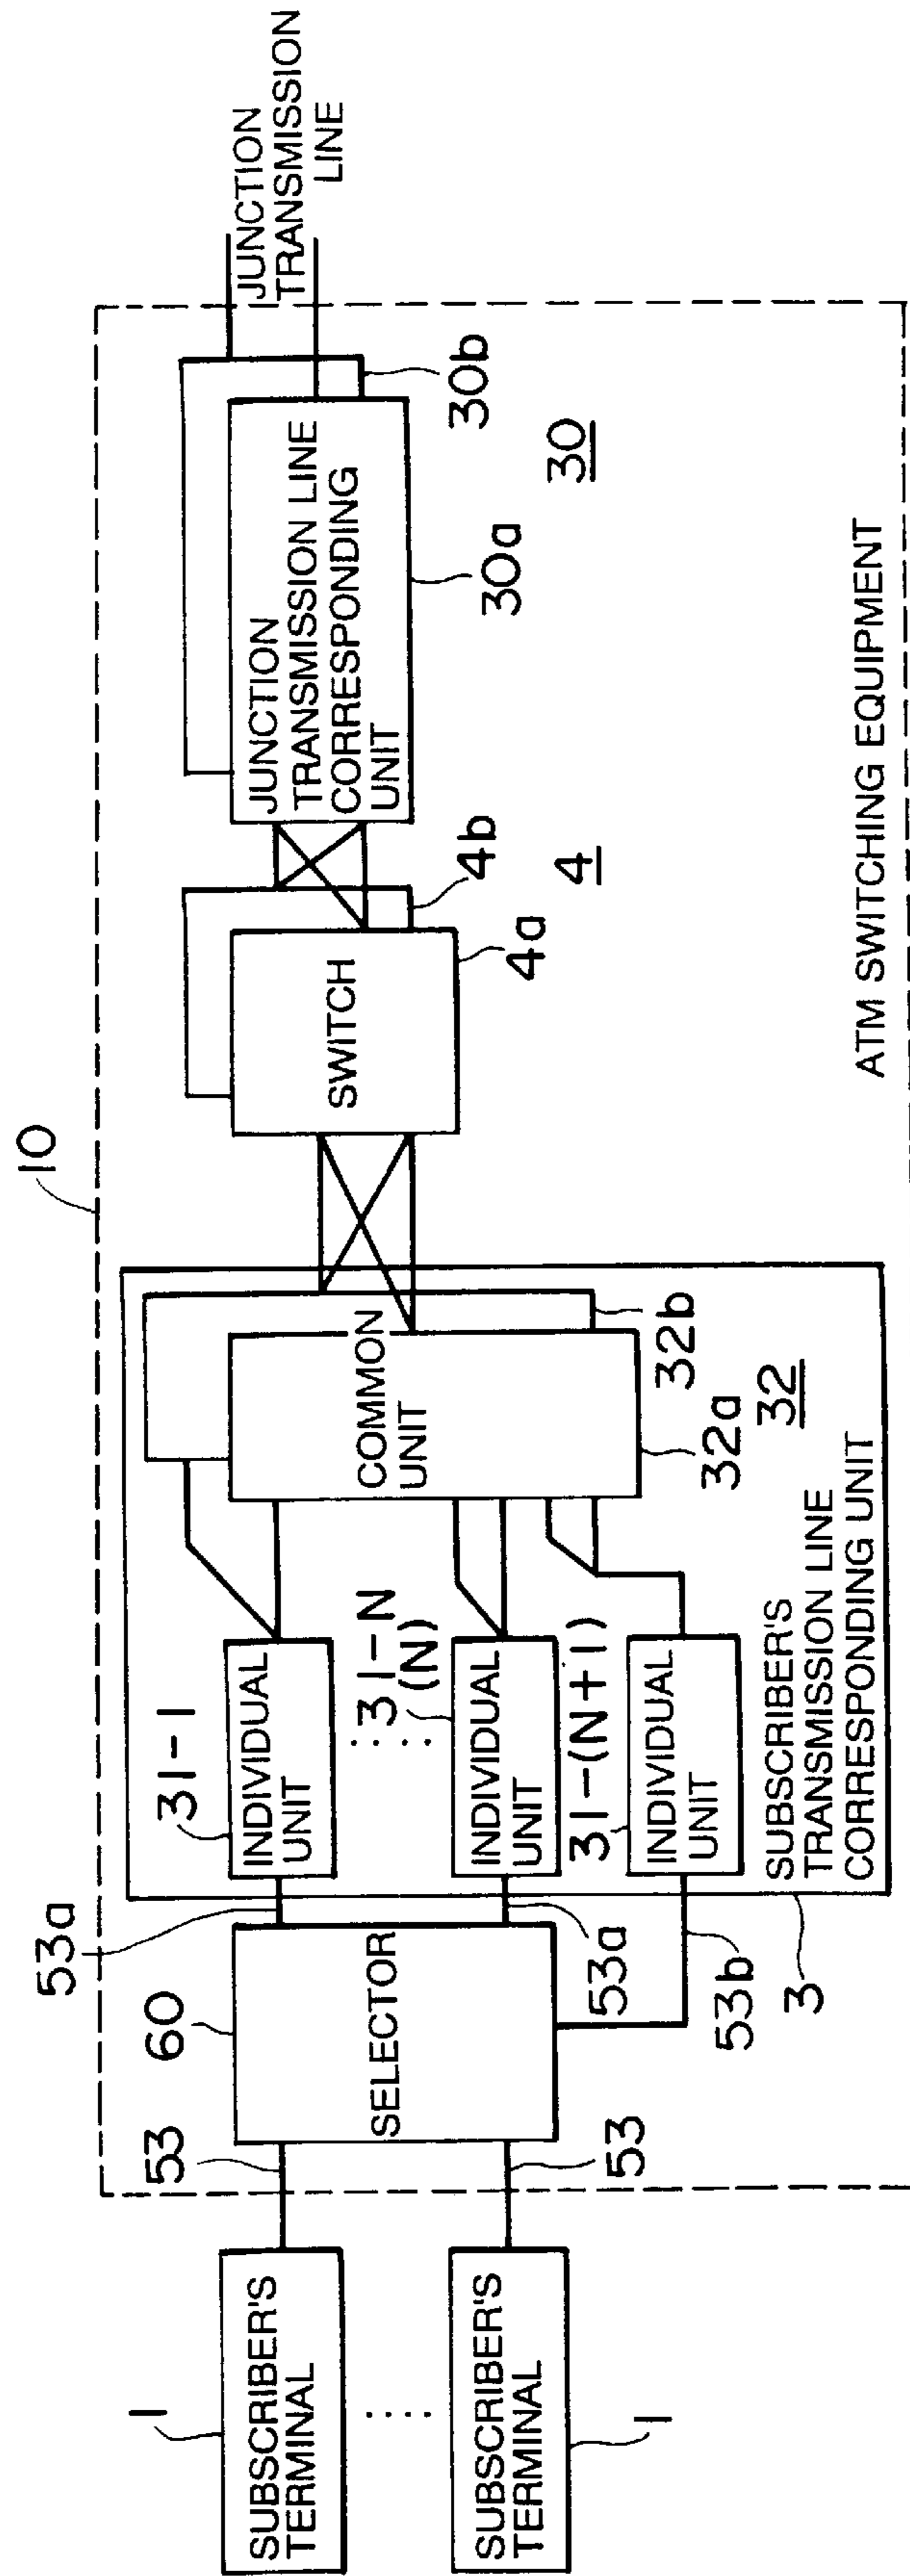 10
JUNCTION
TRANSMISSION
LINE
1
SUBSCRIBER'S
TERMINAL
53
60
SELECTOR
53a
31-1
INDIVIDUAL
UNIT
COMMON
UNIT
SWITCH
JUNCTION
TRANSMISSION LINE
CORRESPONDING
UNIT
30b
30a
30
4b
4a
4
32b
32a
32
31-N
(N)
INDIVIDUAL
UNIT
53a
SUBSCRIBER'S
TERMINAL
1
53
31-(N+1)
INDIVIDUAL
UNIT
53b
3
SUBSCRIBER'S
TRANSMISSION LINE
CORRESPONDING UNIT
ATM SWITCHING EQUIPMENT